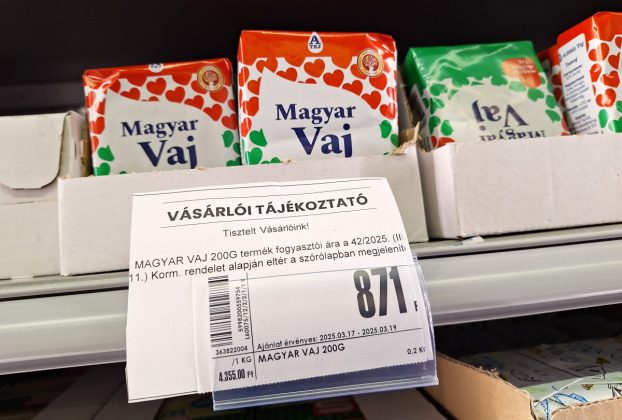 A
TEJ
Magyar
Vaj
A
TEJ
Magyar
Vaj
Magyar
Vaj
VÁSÁRLÓI TÁJÉKOZTATÓ
Tisztelt Vásárlóink!
MAGYAR VAJ 200G termék fogyasztói ára a 42/2025. (II
11.) Korm. rendelet alapján eltér a szórólapban megjelenít
871 F
363822004
Ajánlat érvényes: 2025.03.17 - 2025.03.19
/1 KG
MAGYAR VAJ 200G
0,2 K
4.355,00 Ft